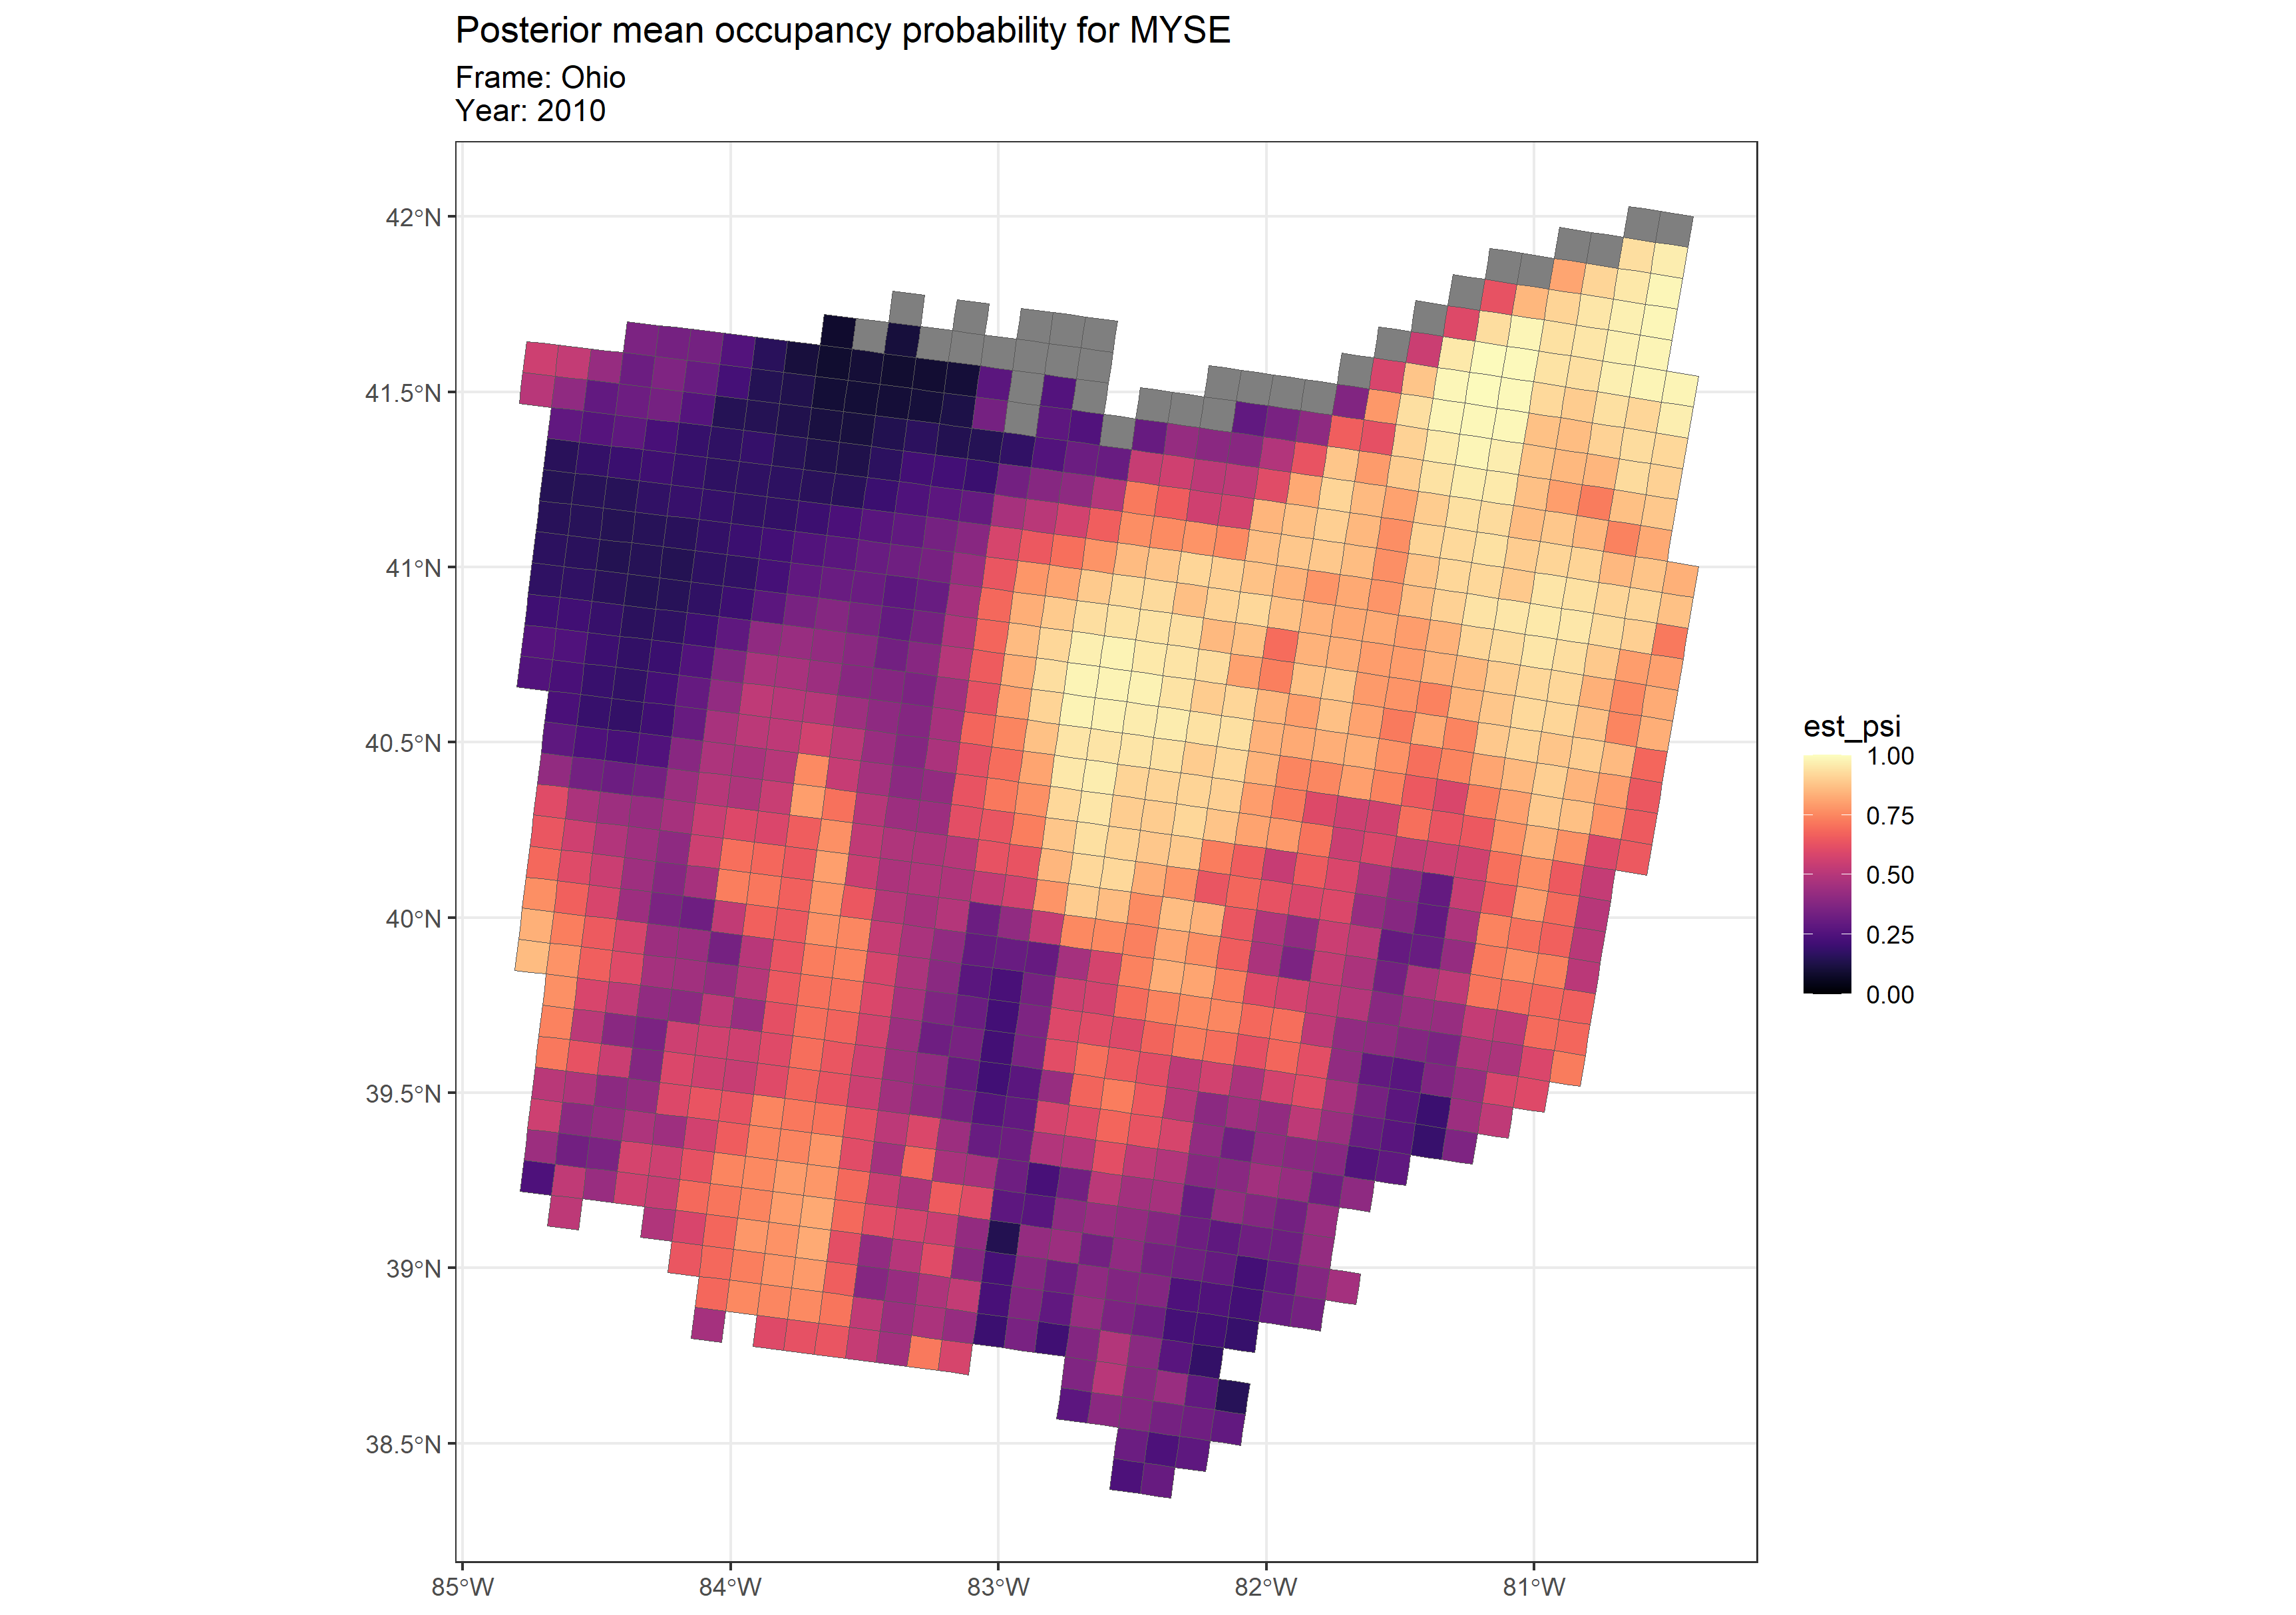 Posterior mean occupancy probability for MYSE
Frame: Ohio
Year: 2010
42°N
41.5°N
41°N
40.5°N
40°N
39.5°N
39°N
38.5°N
85°W
84°W
83°W
82°W
81°W
est_psi
1.00
0.75
0.50
0.25
0.00